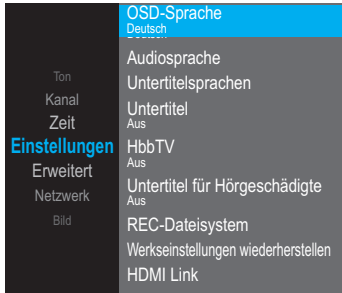 Ton
Kanal
Zeit
Einstellungen
Erweitert
Netzwerk
Bild
OSD-Sprache
Deutsch
Audiosprache
Untertitelsprachen
Untertitel
Aus
HbbTV
Aus
Untertitel für Hörgeschädigte
Aus
REC-Dateisystem
Werkseinstellungen wiederherstellen
HDMI Link